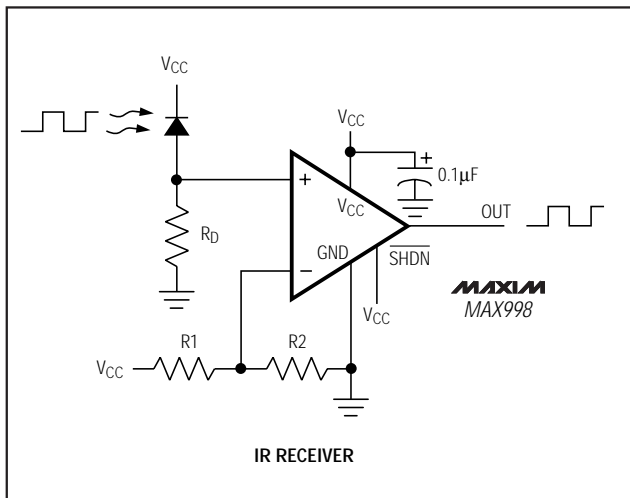 VCC
VCC
+
0.1µF
+
VCC
RD
OUT
GND
SHDN
−
MAXIM
MAX998
VCC
R1
R2
VCC
IR RECEIVER